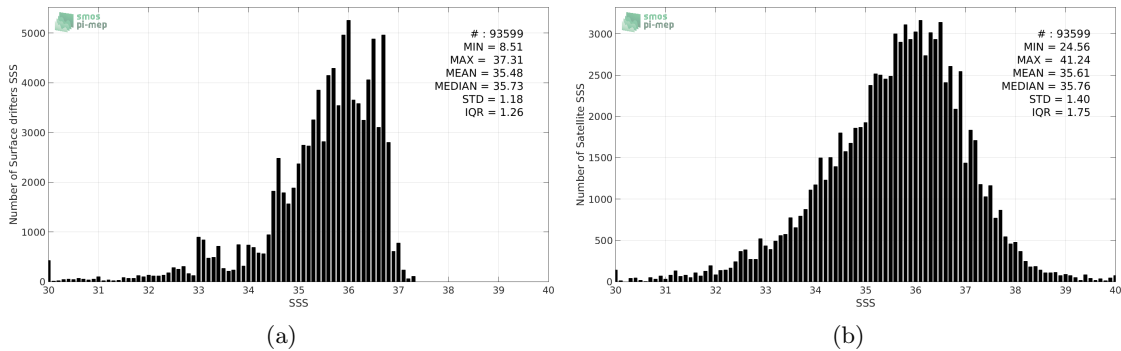 smos
pi-mep
# : 93599
MIN = 8.51
MAX = 37.31
MEAN = 35.48
MEDIAN = 35.73
STD = 1.18
IQR = 1.26
Number of Surface drifters SSS
5000
4000
3000
2000
1000
0
30 31 32 33 34 35 36 37 38 39 40
SSS
(a)
smos
pi-mep
# : 93599
MIN = 24.56
MAX = 41.24
MEAN = 35.61
MEDIAN = 35.76
STD = 1.40
IQR = 1.75
Number of Satellite SSS
3000
2500
2000
1500
1000
500
0
30 31 32 33 34 35 36 37 38 39 40
SSS
(b)